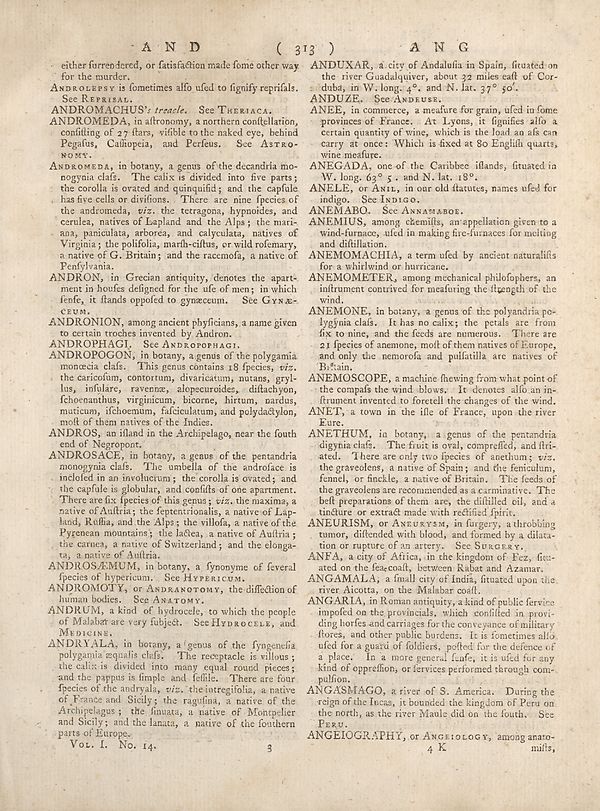 A N D ( 313 ) A N G
either ſurrendered, or ſatisfaction made ſome other way
for the murder.
ANDROLEPSY is ſometimes alſo uſed to ſignify repriſals.
See REPRISAL.
ANDROMACHUS's treacle. See THERIACA.
ANDROMEDA, in aſtronomy, a northern conſtellation,
conſiſting of 27 ſtars, viſible to the naked eye, behind
Pegaſus, Caſſiopeia, and Perſeus. See ASTRO-
NOMY.
ANDROMEDA, in botany, a genus of the decandria mo-
nogynia claſs. The calix is divided into five parts;
the corolla is ovated and quinquifid; and the capſule
has five cells or diviſions. There are nine ſpecies of
the andromeda, viz. the tetragona, hypnoides, and
cerulea, natives of Lapland and the Alps; the mari-
ana, paniculata, arborea, and calyculata, natives of
Virginia; the polifolia, marſh-ciſtus, or wild roſemary,
a native of G. Britain; and the racemoſa, a native of
Penſylvania.
ANDRON, in Grecian antiquity, denotes the apart-
ment in houſes deſigned for the uſe of men; in which
ſenſe, it ſtands oppoſed to gynæceum. See GYNÆ-
CEUM.
ANDRONION, among ancient phyſicians, a name given
to certain troches invented by Andron.
ANDROPHAGI. See ANDROPOPHAGI.
ANDROPOGON, in botany, a genus of the polygamia
monœcia claſs. This genus contains 18 ſpecies, viz.
the caricoſum, contortum, divaricatum, nutans, gryl-
lus, inſulare, ravennæ, alopecuroides, diſtachyon,
ſchoenanthus, virginicum, bicorne, hirtum, nardus,
muticum, iſchoemum, faſciculatum, and polydactylon,
moſt of them natives of the Indies.
ANDROS, an iſland in the Archipelago, near the ſouth
end of Negropont.
ANDROSACE, in botany, a genus of the pentandria
monogynia claſs. The umbella of the androſace is
incloſed in an involucrum; the corolla is ovated; and
the capſule is globular, and conſiſts of one apartment.
There are ſix ſpecies of this genus; viz. the maxima, a
native of Auſtria; the ſeptentrionalis, a native of Lap-
land, Ruſſia, and the Alps; the villoſa, a native of the
Pyrenean mountains; the lactea, a native of Auſtria;
the carnea, a native of Switzerland; and the elonga-
ta, a native of Auſtria.
ANDROSÆMUM, in botany, a ſynonyme of ſeveral
ſpecies of hypericum. See HYPERICUM.
ANDROMOTY, or ANDRANOTOMY, the diſſection of
human bodies. See ANATOMY.
ANDRUM, a kind of hydrocele, to which the people
of Malabar are very ſubject. See HYDROCELE, and
MEDICINE.
ANDRYALA, in botany, a genus of the ſyngeneſia
polygamia æqualis claſs. The receptacle is villous;
the calix is divided into many equal round pieces;
and the pappus is ſimple and ſeſſile. There are four
ſpecies of the andryala, viz. the intregifolia, a native
of France and Sicily; the raguſina, a native of the
Archipelagus; the ſinuata, a native of Montpelier
and Sicily; and the lanata, a native of the ſouthern
parts of Europe.
VOL. I. No. 14. 3
ANDUXAR, a city of Andaluſia in Spain, ſituated on
the river Guadalquiver, about 32 miles eaſt of Cor-
duba, in W. long. 4°. and N. lat. 37° 50′.
ANDUZE. See ANDEUSE.
ANEE, in commerce, a meaſure for grain, uſed in ſome
provinces of France. At Lyons, it ſignifies alſo a
certain quantity of wine, which is the load an aſs can
carry at once: Which is fixed at 80 Engliſh quarts,
wine meaſure.
ANEGADA, one of the Caribbee iſlands, ſituated in
W. long. 63° 5 . and N. lat. 18°.
ANELE, or ANIL, in our old ſtatutes, names uſed for
indigo. See INDIGO.
ANEMABO. See ANNAMABOE.
ANEMIUS, among chemiſts, an appellation given to a
wind-furnace, uſed in making fire-furnaces for melting
and diſtillation.
ANEMOMACHIA, a term uſed by ancient naturaliſts
for a whirlwind or hurricane.
ANEMOMETER, among mechanical philoſophers, an
inſtrument contrived for meaſuring the ſtrength of the
wind.
ANEMONE, in botany, a genus of the polyandria po-
lygynia claſs. It has no calix; the petals are from
ſix to nine, and the ſeeds are numerous. There are
21 ſpecies of anemone, moſt of them natives of Europe,
and only the nemoroſa and pulſatilla are natives of
Britain.
ANEMOSCOPE, a machine ſhewing from what point of
the compaſs the wind blows. It denotes alſo an in-
ſtrument invented to foretell the changes of the wind.
ANET, a town in the iſle of France, upon the river
Eure.
ANETHUM, in botany, a genus of the pentandria
digynia claſs. The fruit is oval, compreſſed, and ſtri-
ated. There are only two ſpecies of anethum; viz.
the graveolens, a native of Spain; and the feniculum,
fennel, or finckle, a native of Britain. The ſeeds of
the graveolens are recommended as a carminative. The
beſt preparations of them are, the diſtilled oil, and a
tincture or extract made with rectified ſpirit.
ANEURISM, or ANEURYSM, in ſurgery, a throbbing
tumor, diſtended with blood, and formed by a dilata-
tion or rupture of an artery. See SURGERY.
ANFA, a city of Africa, in the kingdom of Fez, ſitu-
ated on the ſea-coaſt, between Rabat and Azamar.
ANGAMALA, a ſmall city of India, ſituated upon the
river Aicotta, on the Malabar coaſt.
ANGARIA, in Roman antiquity, a kind of public ſervice
impoſed on the provincials, which conſiſted in provi-
ding horſes and carriages for the conveyance of military
ſtores, and other public burdens. It is ſometimes alſo
uſed for a guard of ſoldiers, poſted for the defence of
a place. In a more general ſenſe, it is uſed for any
kind of oppreſſion, or ſervices performed through com-
pulſion.
ANGASMAGO, a river of S. America. During the
reign of the Incas, it bounded the kingdom of Peru on
the north, as the river Maule did on the ſouth. See
PERU.
ANGEIOGRAPHY, or ANGEIOLOGY, among anato-
4 K miſts,